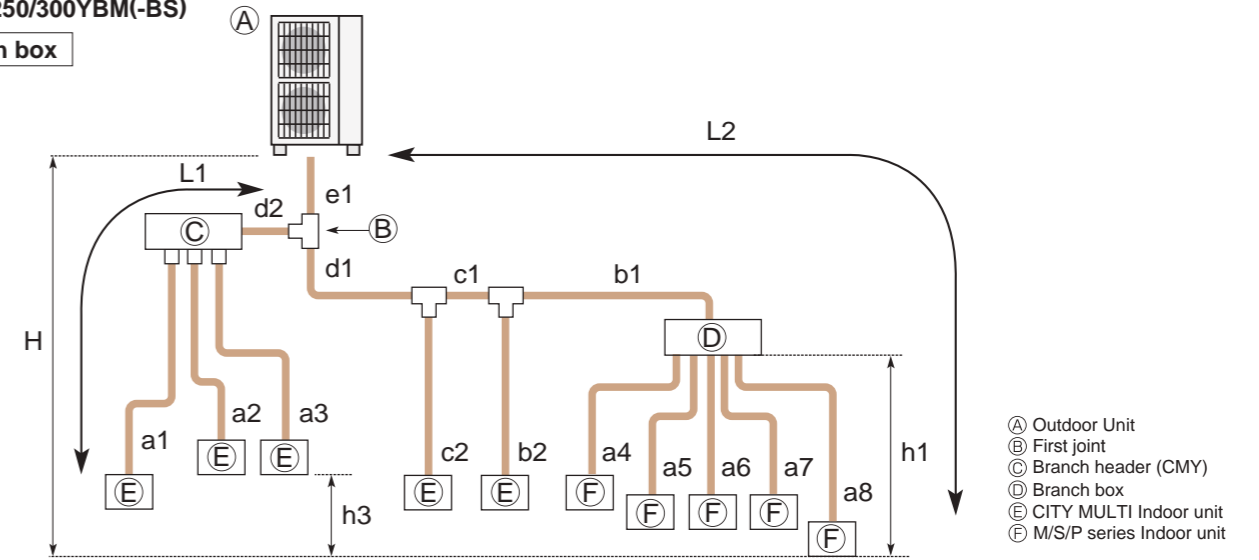 250/300YBM(-BS)
box
Ⓐ
L2
L1
e1
d2
Ⓒ
Ⓑ
d1
c1
b1
H
Ⓓ
a1
a2
a3
c2
b2
a4
a5
a6
a7
a8
h1
Ⓔ
Ⓔ
Ⓔ
Ⓔ
Ⓔ
Ⓕ
Ⓕ
Ⓕ
Ⓕ
Ⓕ
h3
Ⓐ Outdoor Unit
Ⓑ First joint
Ⓒ Branch header (CMY)
Ⓓ Branch box
Ⓔ CITY MULTI Indoor unit
Ⓕ M/S/P series Indoor unit